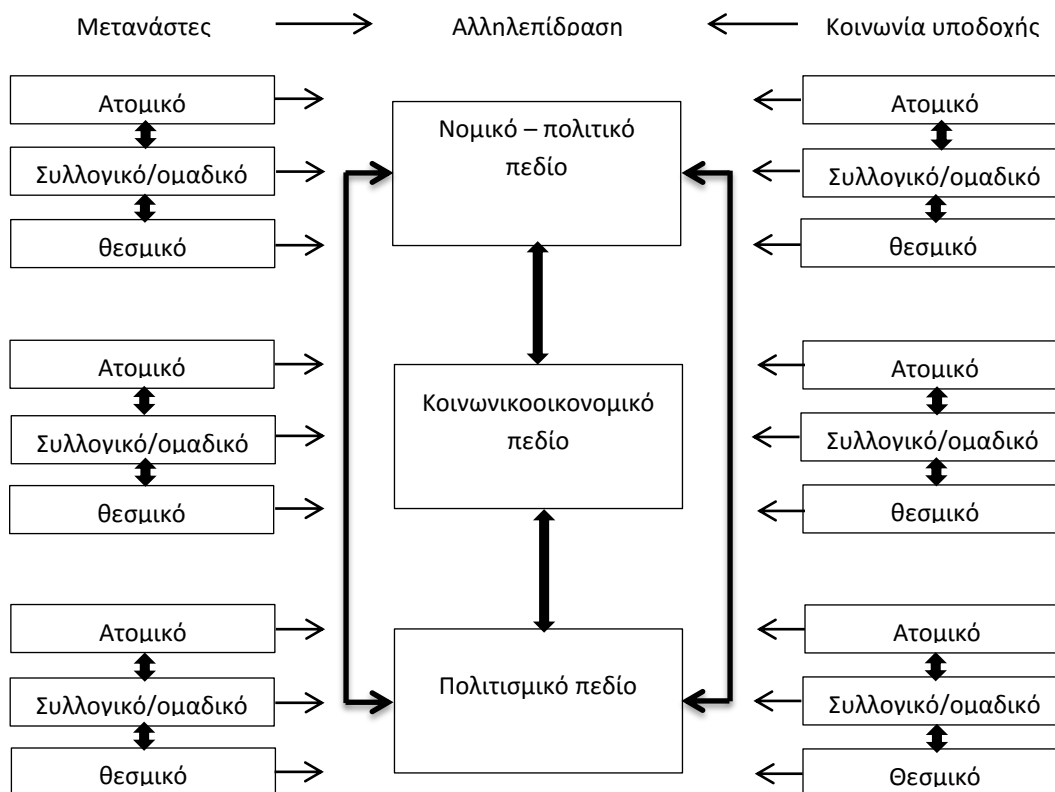 Μετανάστες
Αλληλεπίδραση
Κοινωνία υποδοχής
Ατομικό
Συλλογικό/ομαδικό
θεσμικό
Νομικό – πολιτικό
πεδίο
Ατομικό
Συλλογικό/ομαδικό
θεσμικό
Ατομικό
Συλλογικό/ομαδικό
θεσμικό
Κοινωνικοοικονομικό
πεδίο
Ατομικό
Συλλογικό/ομαδικό
θεσμικό
Ατομικό
Συλλογικό/ομαδικό
θεσμικό
Πολιτισμικό πεδίο
Ατομικό
Συλλογικό/ομαδικό
Θεσμικό